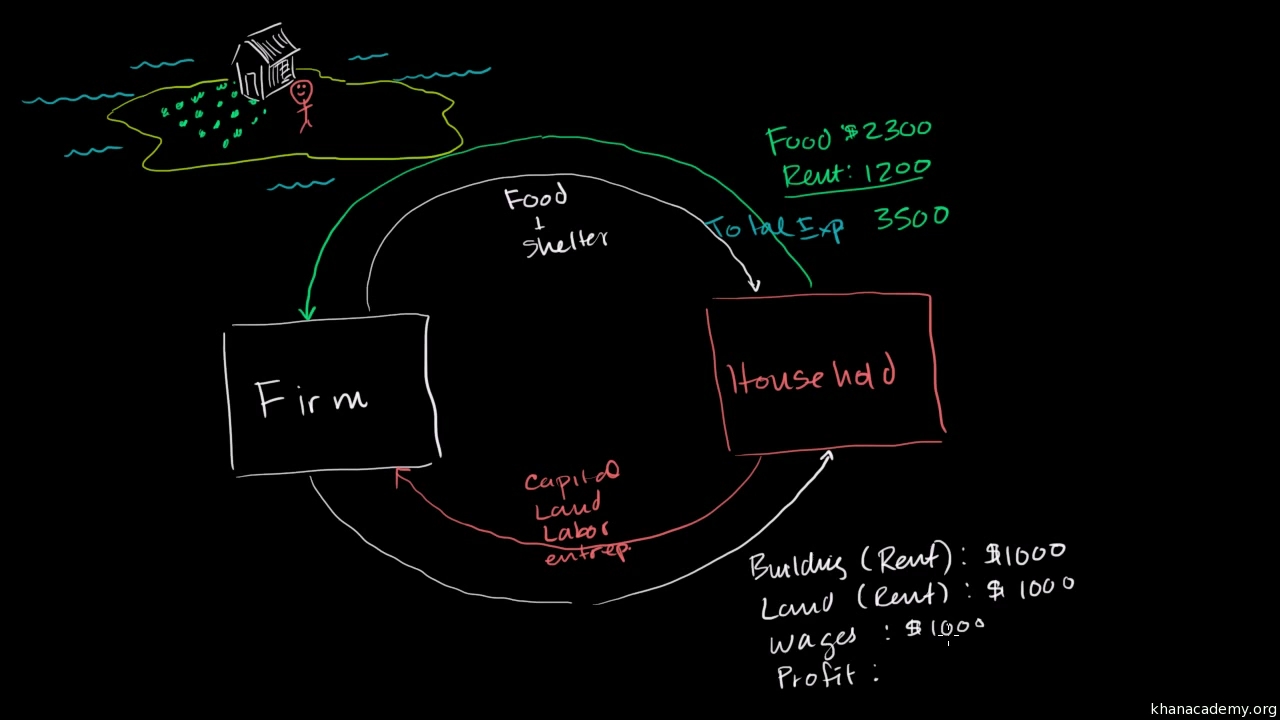 Food $2300
Rent: 1200
Total Exp 3500
Food
+
shelter
Firm
Household
Capital
Land
Labor
entrep.
Building (Rent): $1000
Land (Rent): $1000
Wages : $1000
Profit :
khanacademy.org